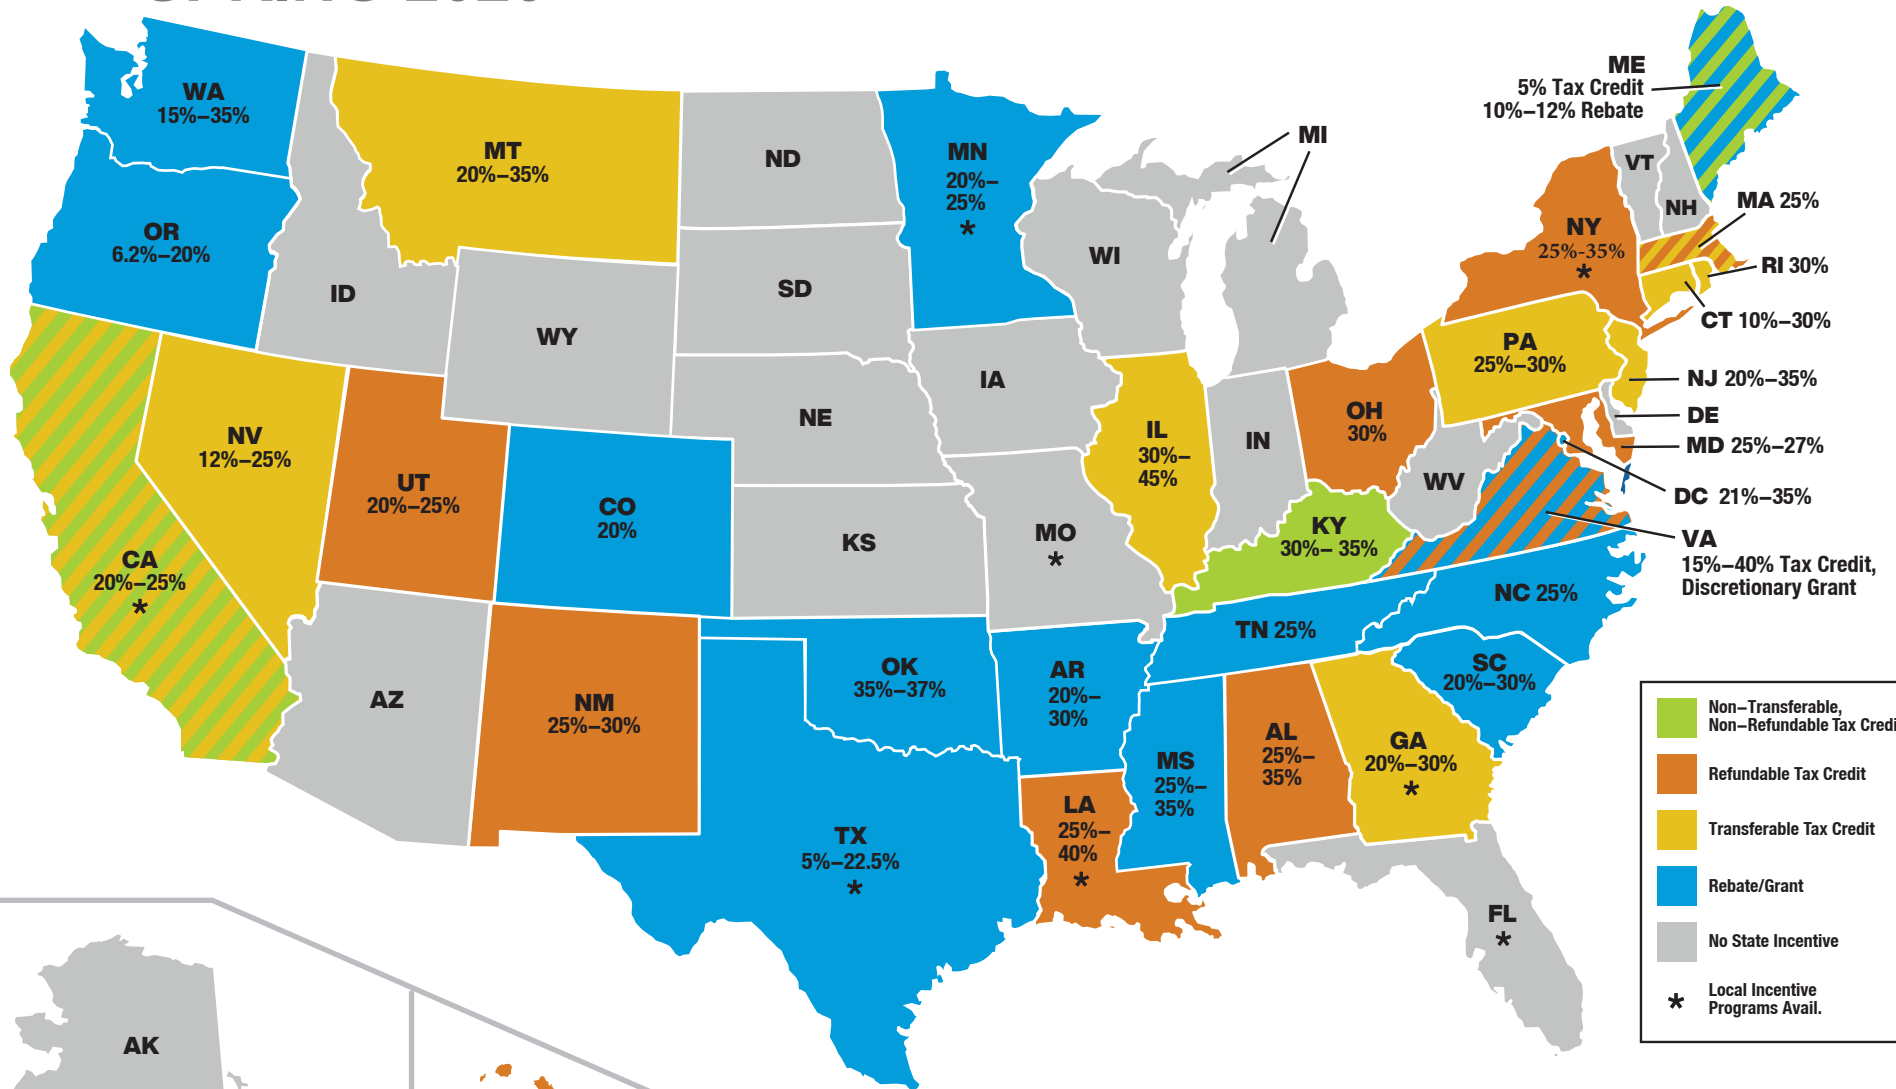 WA
15%–35%
OR
6.2%–20%
MT
20%–35%
ID
WY
ND
SD
NE
KS
MN
20%–
25%
*
WI
MI
IA
MO
*
IL
30%–
45%
IN
OH
30%
KY
30%– 35%
WV
NV
12%–25%
UT
20%–25%
CO
20%
CA
20%–25%
*
AZ
NM
25%–30%
OK
35%–37%
TX
5%–22.5%
*
AR
20%–
30%
LA
25%–
40%
*
MS
25%–
35%
AL
25%–
35%
GA
20%–30%
*
FL
*
TN 25%
NC 25%
SC
20%–30%
ME
5% Tax Credit
10%–12% Rebate
VT
NH
NY
25%-35%
*
MA 25%
RI 30%
CT 10%–30%
PA
25%–30%
NJ 20%–35%
DE
MD 25%–27%
DC 21%–35%
VA
15%–40% Tax Credit,
Discretionary Grant
AK
Non–Transferable,
Non–Refundable Tax Credi
Refundable Tax Credit
Transferable Tax Credit
Rebate/Grant
No State Incentive
* Local Incentive
Programs Avail.